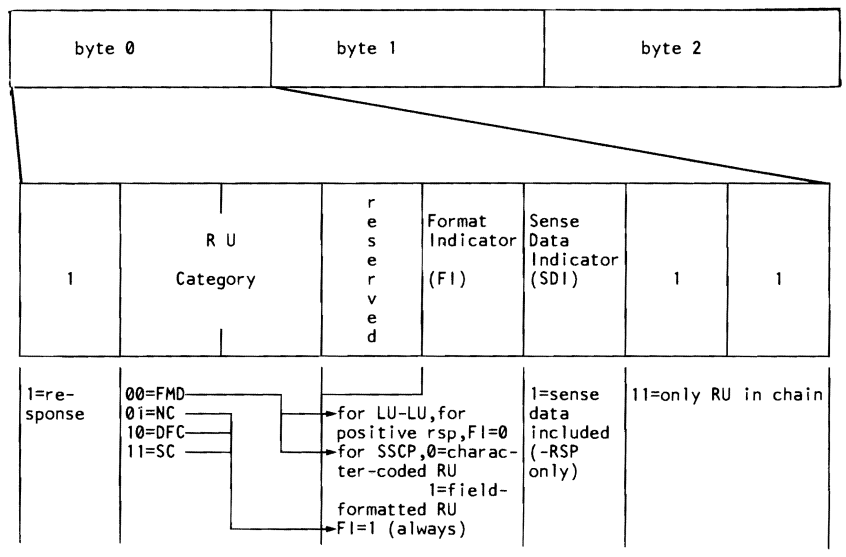 byte 0 byte 1 byte 2
1
R U
Category
reserved
Format
Indicator
(FI)
Sense
Data
Indicator
(SDI)
1
1
1=re-
sponse
00=FMD
01=NC
10=DFC
11=SC
for LU-LU,for
positive rsp,FI=0
for SSCP,0=charac-
ter-coded RU
1=field-
formatted RU
FI=1 (always)
1=sense
data
included
(-RSP
only)
11=only RU in chain